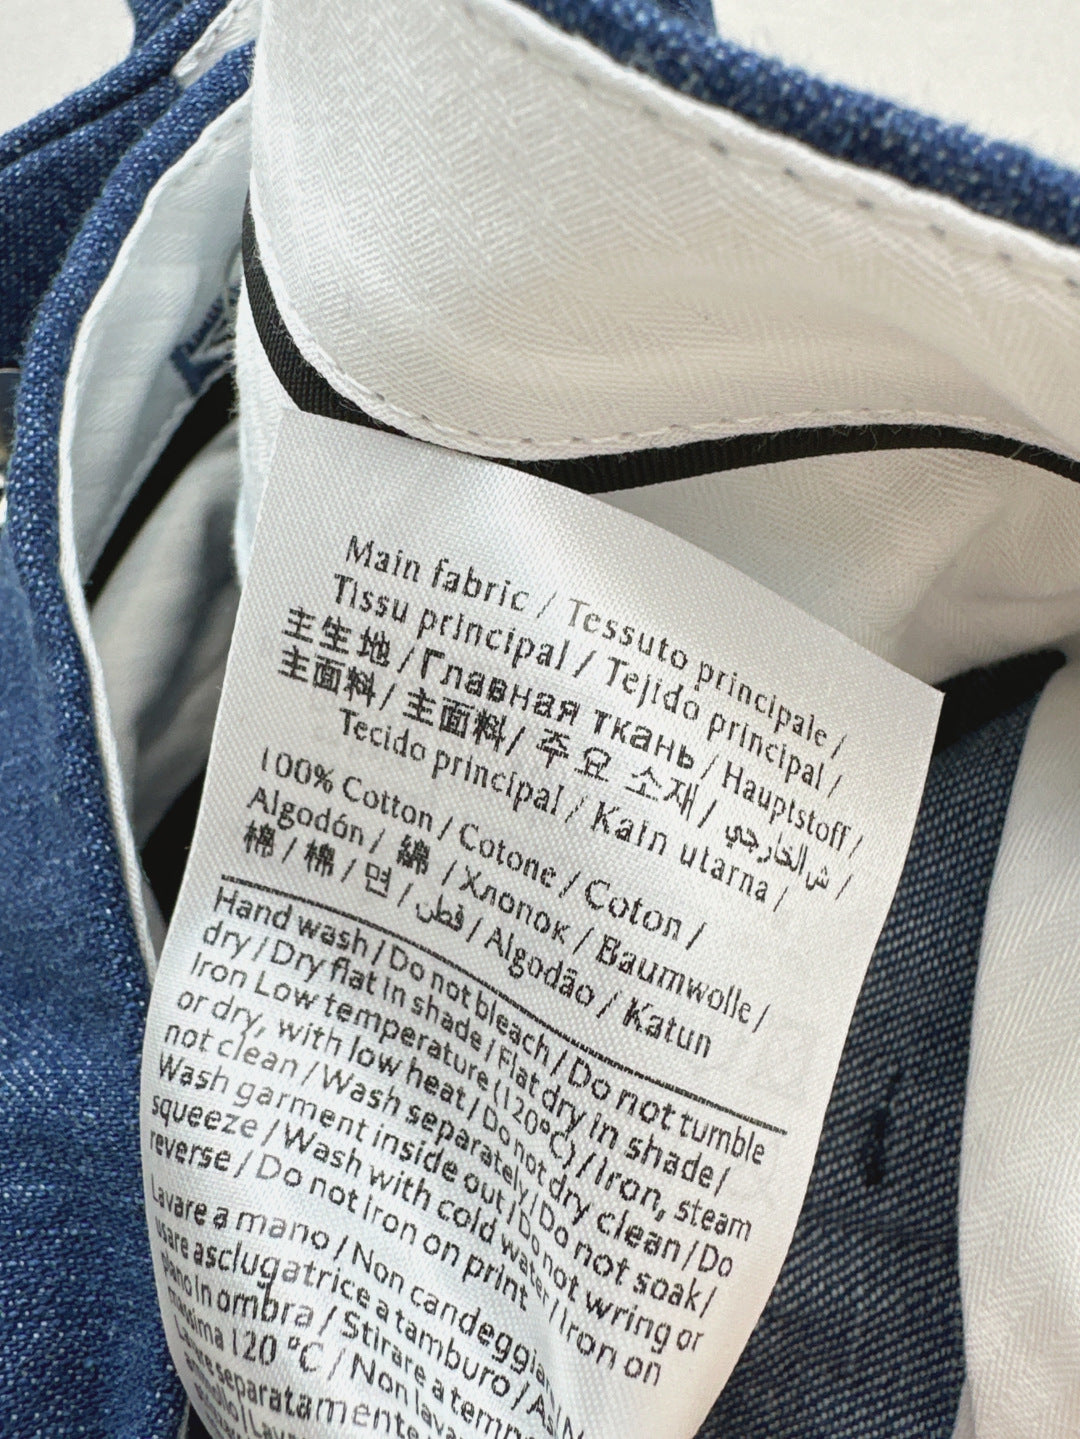 Main fabric / Tessuto principale /
Tissu principal / Tejido principal /
主生地 / Главная ткань / Hauptstoff /
主面料 / 主面料 / 주요 소재 / ش الخارجي /
Tecido principal / Kain utama /
100% Cotton / Cotone / Coton /
Algodón / 綿 / Хлопок / Baumwolle /
棉 / 棉 / 면 / قطن / Algodão / Katun
Hand wash / Do not bleach / Do not tumble
dry / Dry flat in shade / Flat dry in shade /
Iron Low temperature (120°C) / Iron, steam
or dry, with low heat / Do not dry clean / Do
not clean / Wash separately / Do not soak /
Wash garment inside out / Do not wring or
squeeze / Wash with cold water / Iron on
reverse / Do not iron on print
Lavare a mano / Non candeggiar
usare asciugatrice a tamburo / As
piano in ombra / Stirare a temp
massima 120 °C / Non lava
Lavare separatamente